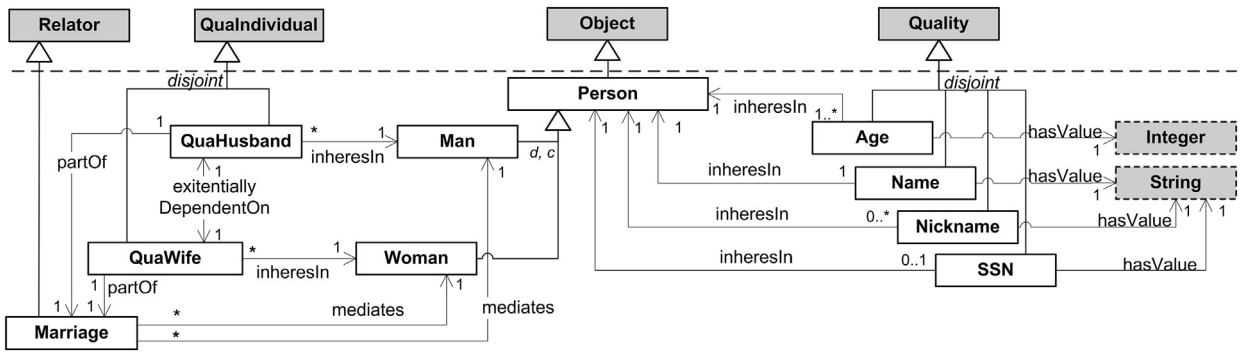 Relator
QuaIndividual
Object
Quality
disjoint
disjoint
Person
1
inheresIn
1..*
Age
hasValue
1
Integer
1
QuaHusband
*
inheresIn
1
Man
d, c
1
1
1
partOf
1
exitentially
DependentOn
1
1
inheresIn
1
Name
hasValue
1
String
inheresIn
0..*
Nickname
hasValue
1
1
QuaWife
*
inheresIn
1
Woman
inheresIn
0..1
SSN
hasValue
1
partOf
1
1
1
mediates
mediates
*
*
Marriage